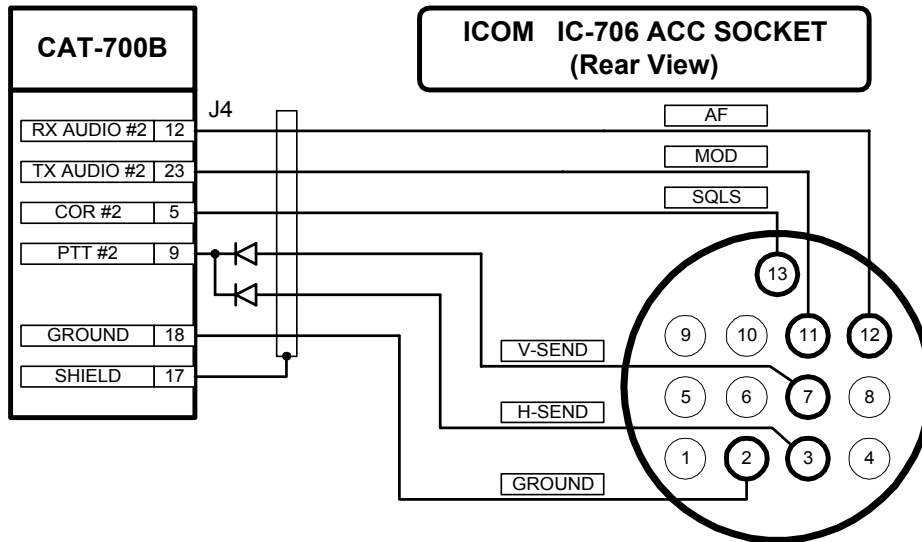 CAT-700B
ICOM IC-706 ACC SOCKET
(Rear View)
J4
AF
RX AUDIO #2 12
MOD
TX AUDIO #2 23
SQLS
COR #2 5
PTT #2 9
13
GROUND 18
9 10 11 12
V-SEND
SHIELD 17
5 6 7 8
H-SEND
1 2 3 4
GROUND